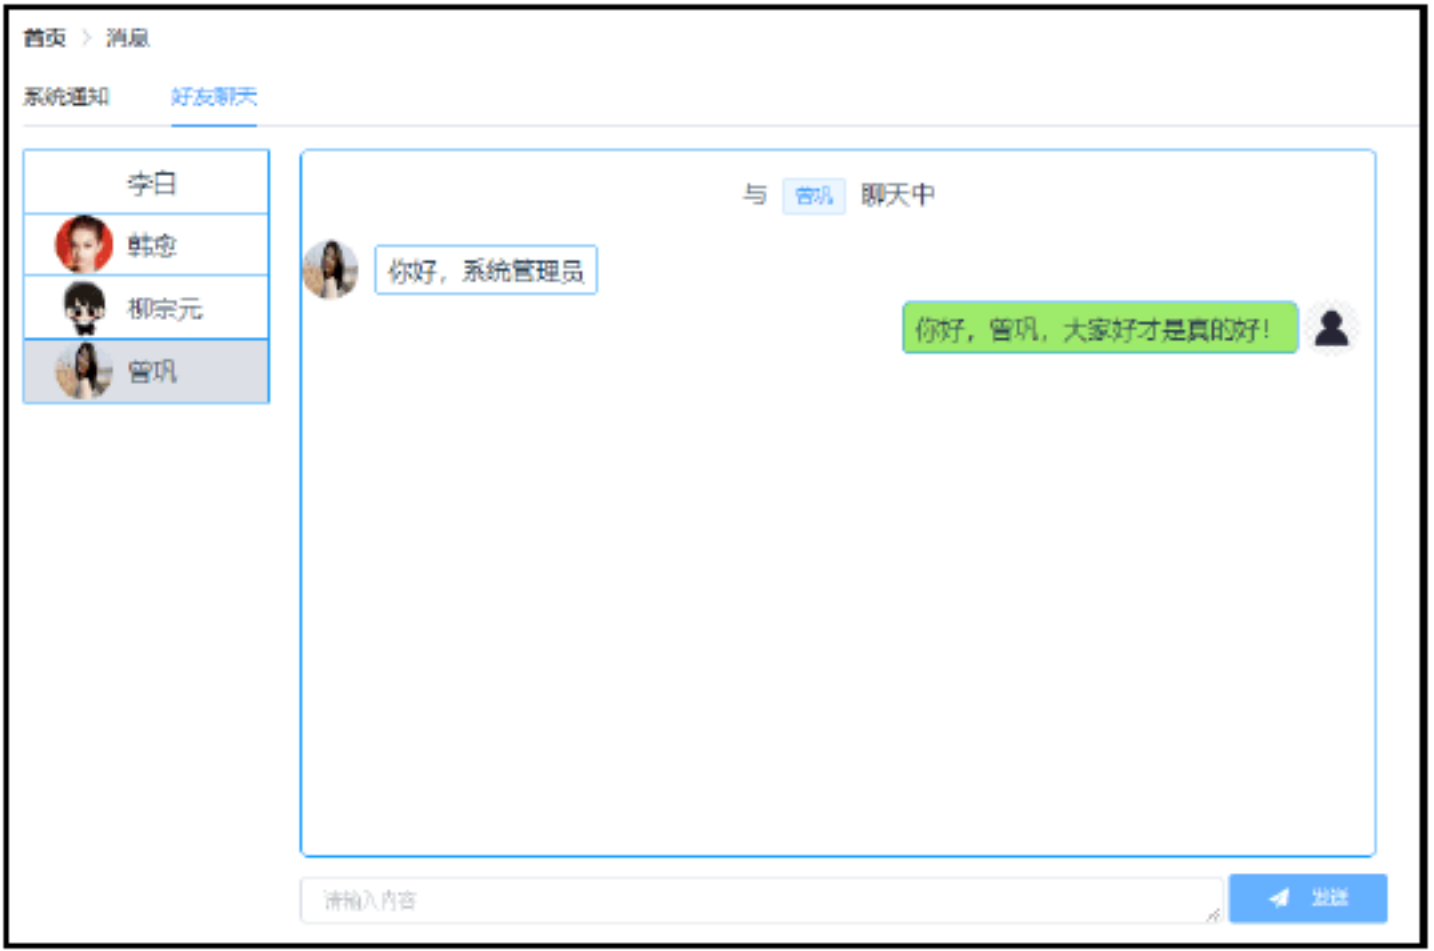 首页 > 消息
系统通知 好友聊天
李白
韩愈
柳宗元
曾巩
与 曾巩 聊天中
你好，系统管理员
你好，曾巩，大家好才是真的好！
请输入内容
发送